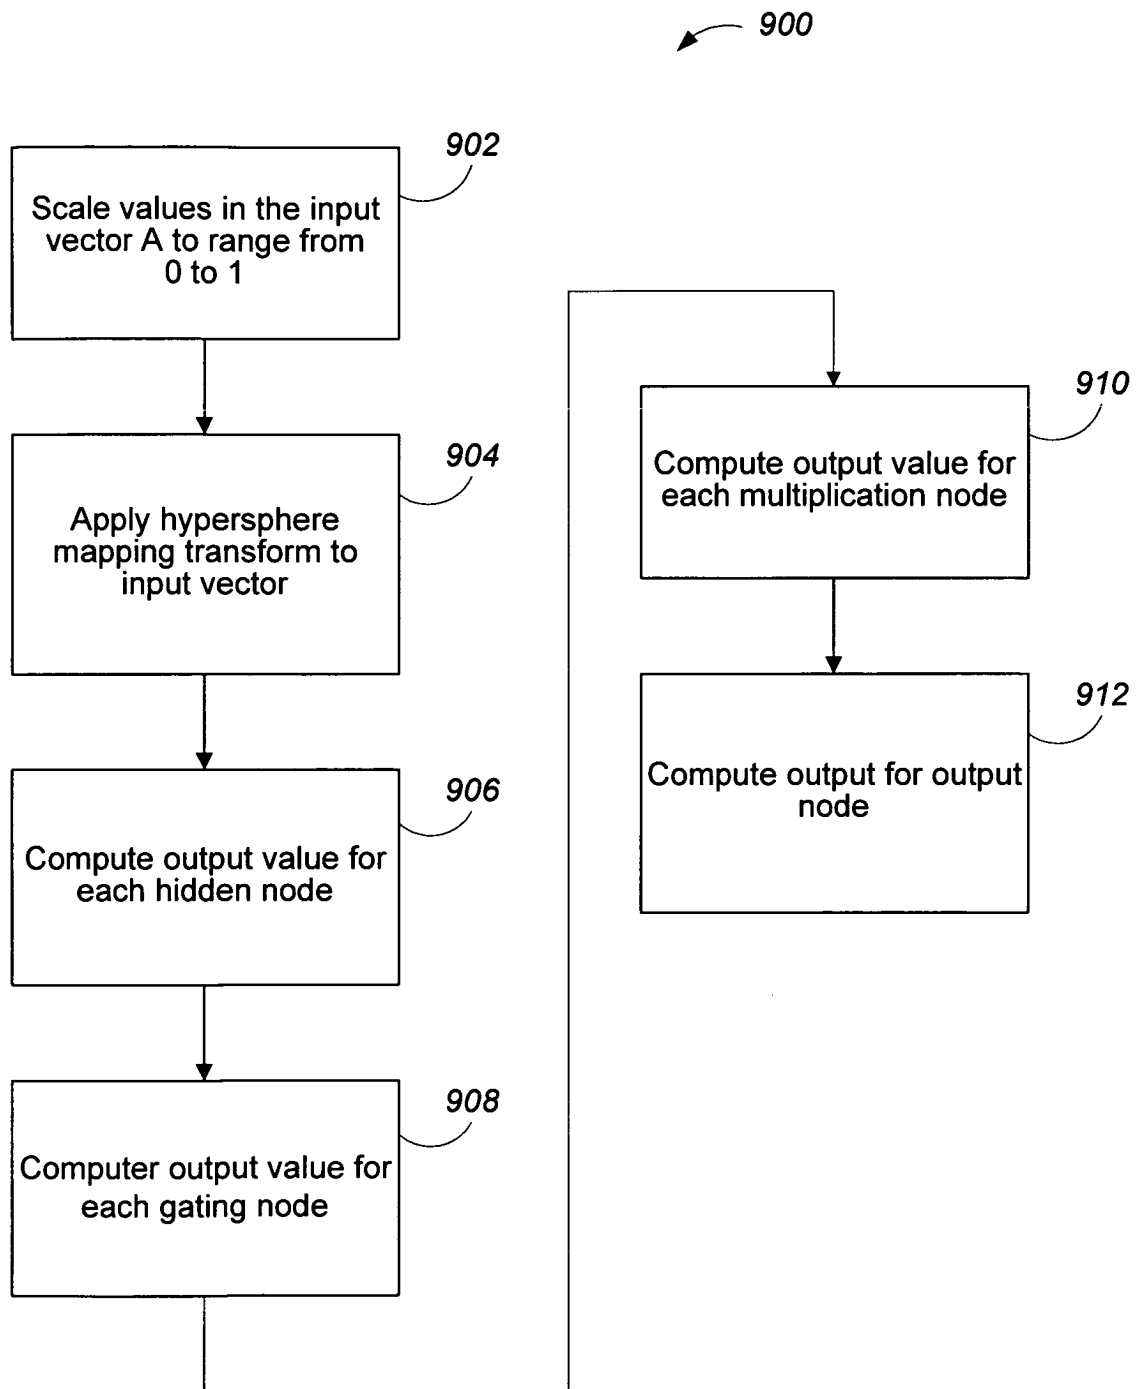 900
902
Scale values in the input
vector A to range from
0 to 1
904
Apply hypersphere
mapping transform to
input vector
906
Compute output value for
each hidden node
908
Computer output value for
each gating node
910
Compute output value for
each multiplication node
912
Compute output for output
node